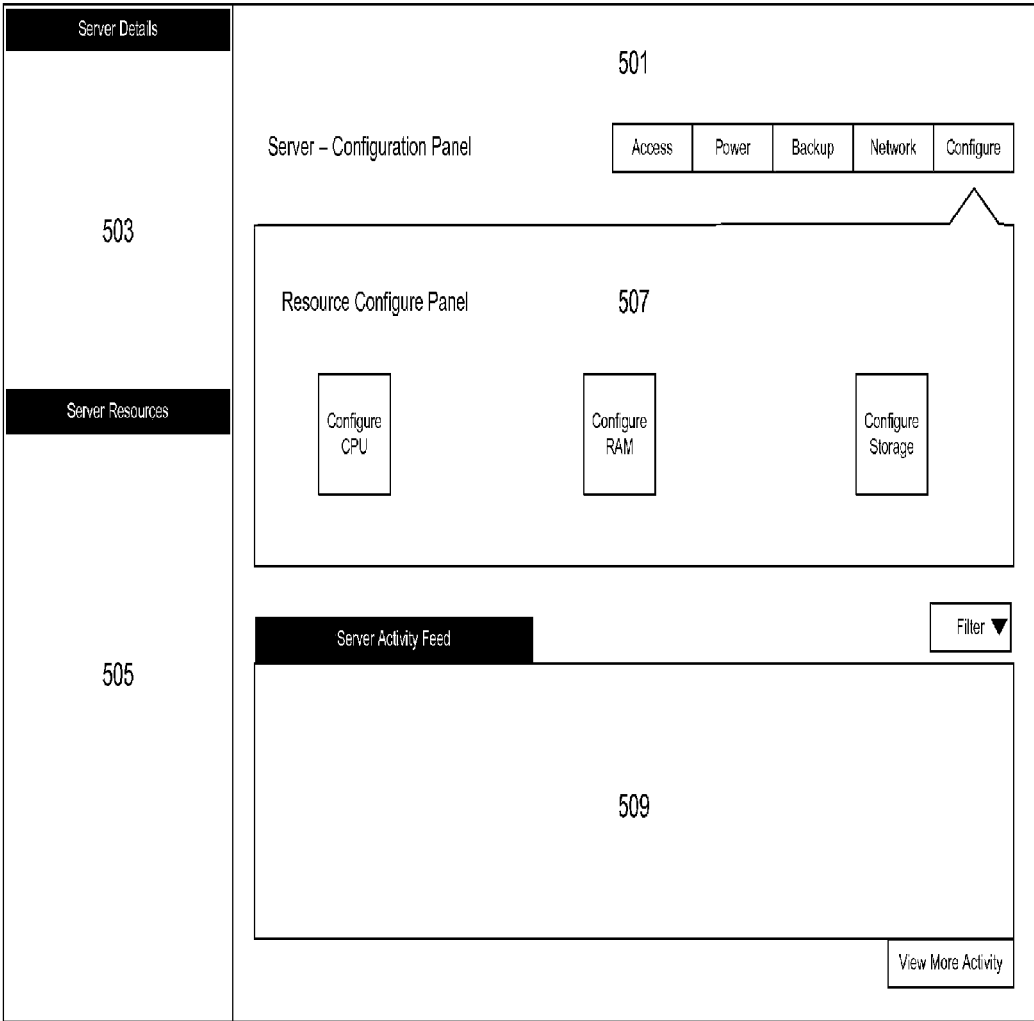 Server Details
503
Server Resources
505
501
Server – Configuration Panel
Access
Power
Backup
Network
Configure
Resource Configure Panel
507
Configure
CPU
Configure
RAM
Configure
Storage
Server Activity Feed
Filter ▼
509
View More Activity